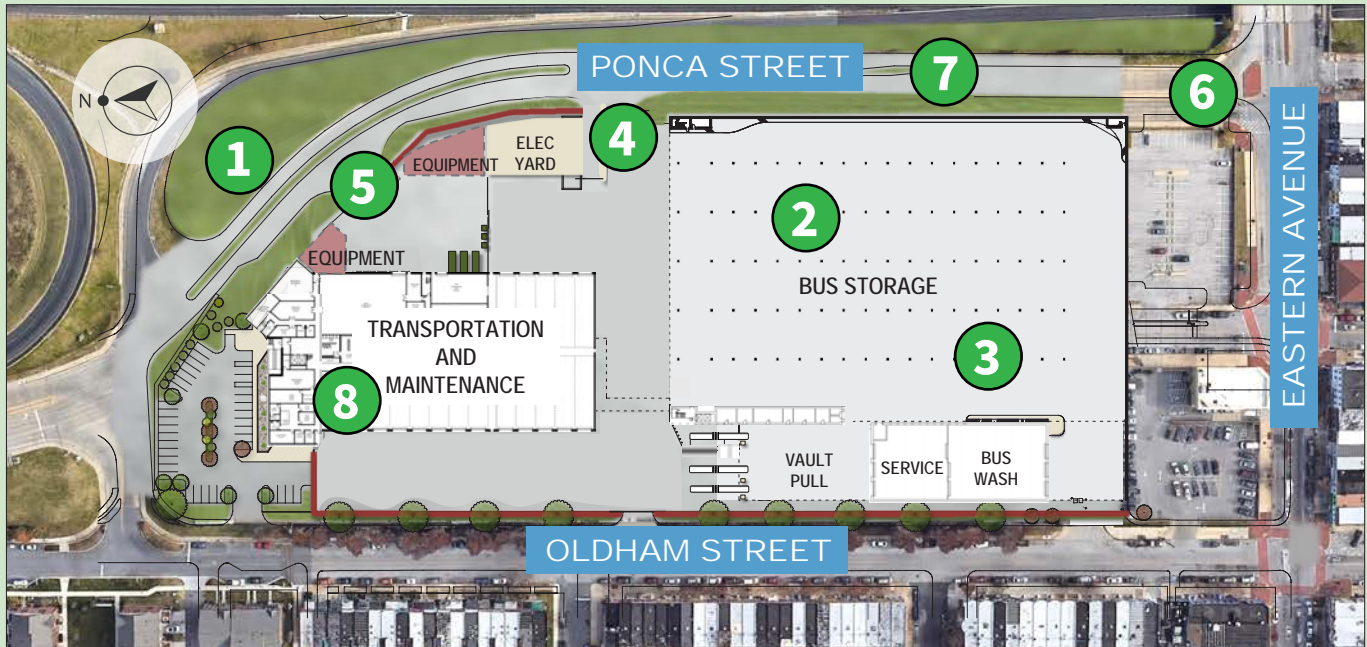 PONCA STREET
7
6
N
1
4
ELEC
YARD
EQUIPMENT
5
EASTERN AVENUE
2
EQUIPMENT
BUS STORAGE
TRANSPORTATION
AND
MAINTENANCE
3
8
VAULT
PULL
SERVICE
BUS
WASH
OLDHAM STREET